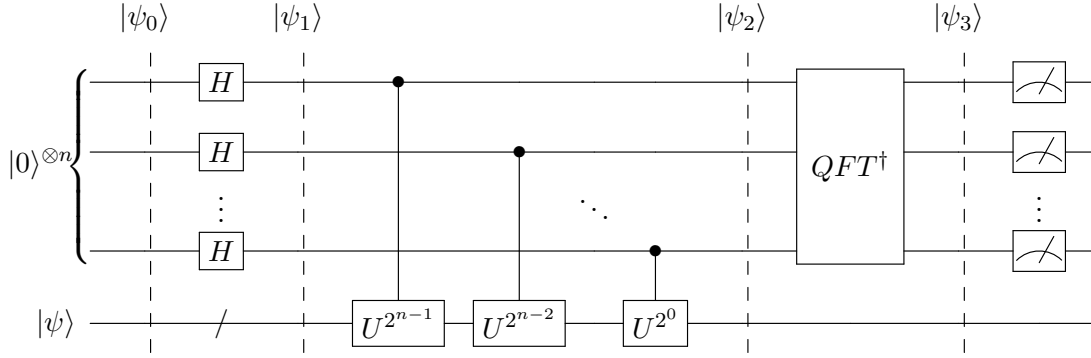 |ψ₀⟩ |ψ₁⟩ |ψ₂⟩ |ψ₃⟩
H
|0⟩^{⊗n} H QFT^†
⋮ ⋱ ⋮
H
|ψ⟩ U^{2^{n−1}} U^{2^{n−2}} U^{2^0}